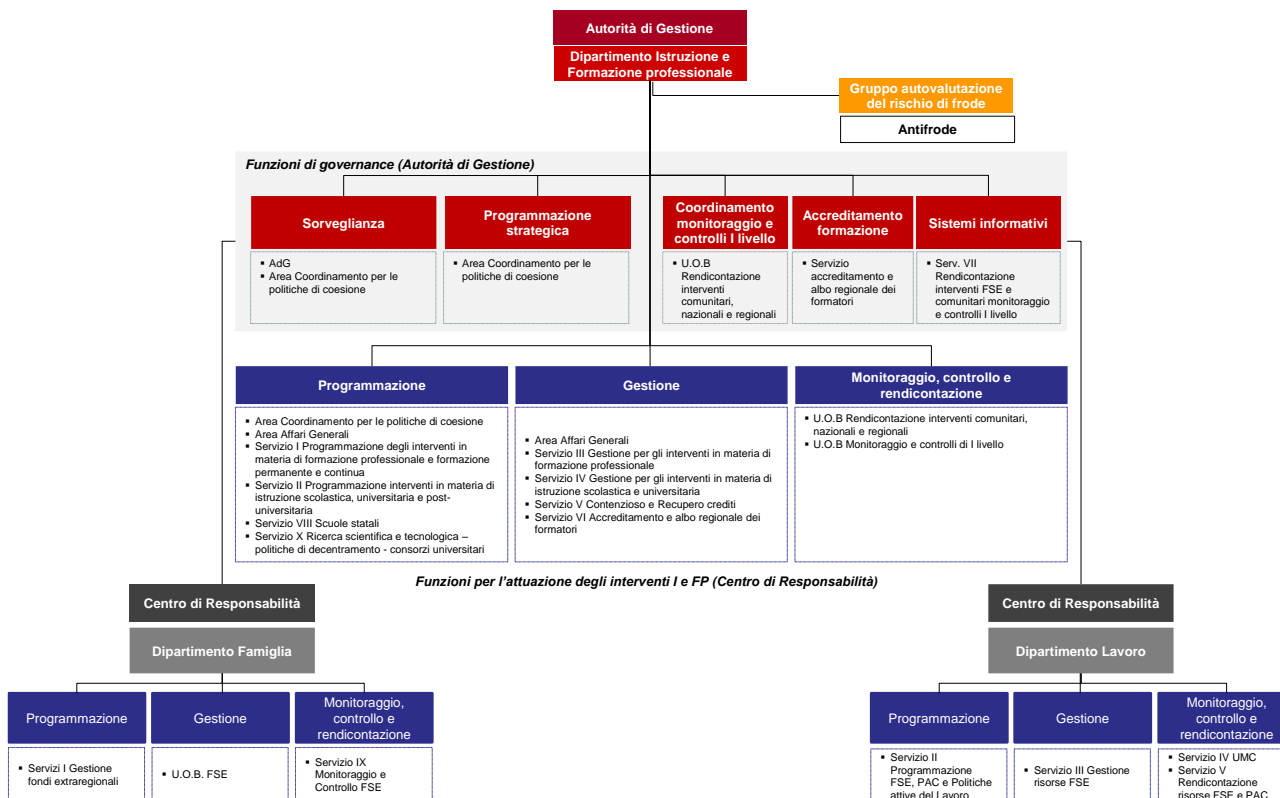 Autorità di Gestione
Dipartimento Istruzione e
Formazione professionale
Gruppo autovalutazione
del rischio di frode
Antifrode
Funzioni di governance (Autorità di Gestione)
Sorveglianza
▪ AdG
▪ Area Coordinamento per le
politiche di coesione
Programmazione
strategica
▪ Area Coordinamento per le
politiche di coesione
Coordinamento
monitoraggio e
controlli I livello
▪ U.O.B
Rendicontazione
interventi
comunitari,
nazionali e regionali
Accreditamento
formazione
▪ Servizio
accreditamento e
albo regionale dei
formatori
Sistemi informativi
▪ Serv. VII
Rendicontazione
interventi FSE e
comunitari monitoraggio
e controlli I livello
Programmazione
▪ Area Coordinamento per le politiche di coesione
▪ Area Affari Generali
▪ Servizio I Programmazione degli interventi in
materia di formazione professionale e formazione
permanente e continua
▪ Servizio II Programmazione interventi in materia di
istruzione scolastica, universitaria e post-
universitaria
▪ Servizio VIII Scuole statali
▪ Servizio X Ricerca scientifica e tecnologica –
politiche di decentramento - consorzi universitari
Gestione
▪ Area Affari Generali
▪ Servizio III Gestione per gli interventi in materia di
formazione professionale
▪ Servizio IV Gestione per gli interventi in materia di
istruzione scolastica e universitaria
▪ Servizio V Contenzioso e Recupero crediti
▪ Servizio VI Accreditamento e albo regionale dei
formatori
Monitoraggio, controllo e
rendicontazione
▪ U.O.B Rendicontazione interventi comunitari,
nazionali e regionali
▪ U.O.B Monitoraggio e controlli di I livello
Funzioni per l'attuazione degli interventi I e FP (Centro di Responsabilità)
Centro di Responsabilità
Dipartimento Famiglia
Programmazione
▪ Servizi I Gestione
fondi extraregionali
Gestione
▪ U.O.B. FSE
Monitoraggio,
controllo e
rendicontazione
▪ Servizio IX
Monitoraggio e
Controllo FSE
Centro di Responsabilità
Dipartimento Lavoro
Programmazione
▪ Servizio II
Programmazione
FSE, PAC e Politiche
attive del Lavoro
Gestione
▪ Servizio III Gestione
risorse FSE
Monitoraggio,
controllo e
rendicontazione
▪ Servizio IV UMC
▪ Servizio V
Rendicontazione
risorse FSE e PAC